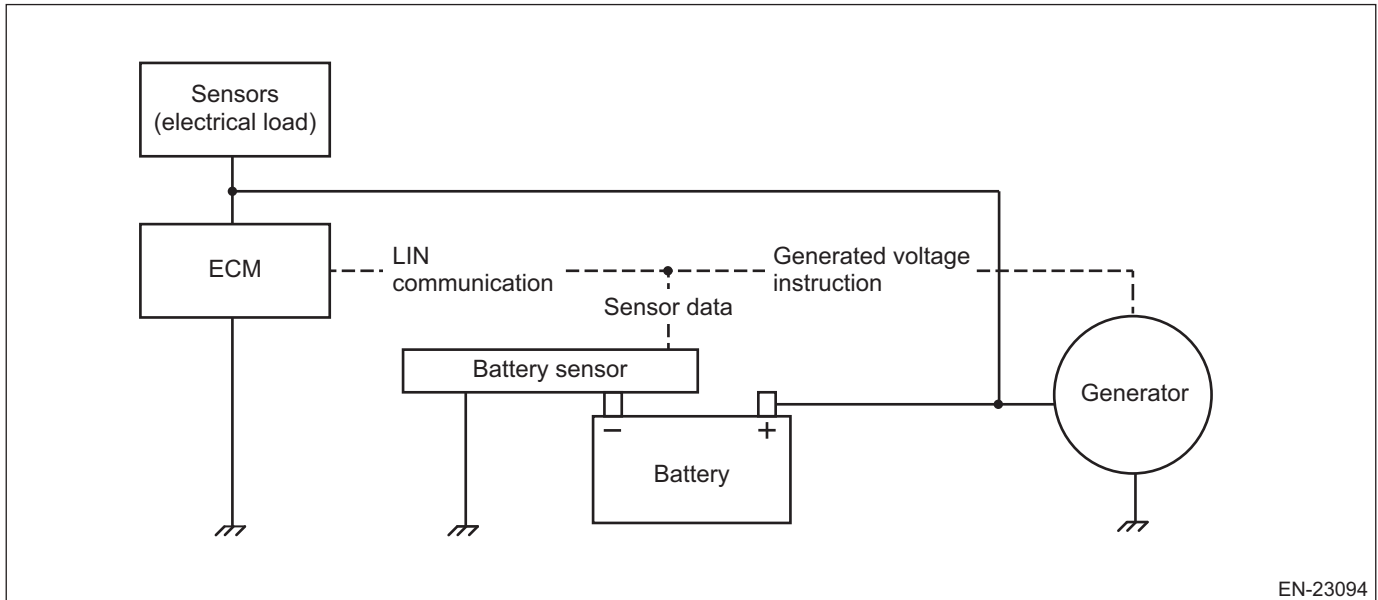 Sensors
(electrical load)
ECM
LIN
communication
Generated voltage
instruction
Sensor data
Battery sensor
Generator
− +
Battery
EN-23094